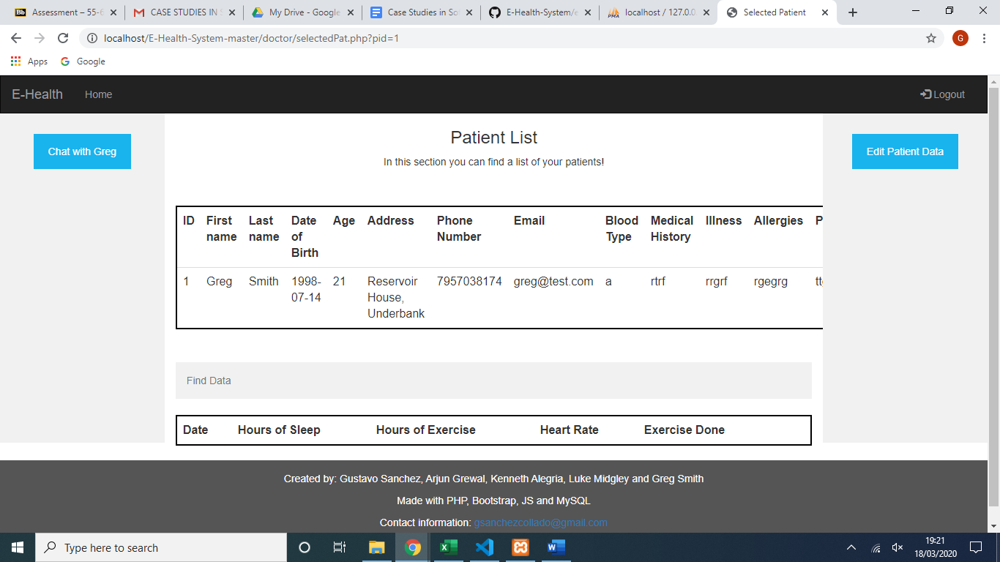 Assessment – 55-6
CASE STUDIES IN S
My Drive - Google
Case Studies in So
E-Health-System/e
localhost / 127.0.0
Selected Patient
localhost/E-Health-System-master/doctor/selectedPat.php?pid=1
G
Apps
Google
E-Health
Home
Logout
Chat with Greg
Patient List
Edit Patient Data
In this section you can find a list of your patients!
ID First name Last name Date of Birth Age Address Phone Number Email Blood Type Medical History Illness Allergies P
1 Greg Smith 1998-07-14 21 Reservoir House, Underbank 7957038174 greg@test.com a rtrf rrgrf rgegrg
Find Data
Date Hours of Sleep Hours of Exercise Heart Rate Exercise Done
Created by: Gustavo Sanchez, Arjun Grewal, Kenneth Alegria, Luke Midgley and Greg Smith
Made with PHP, Bootstrap, JS and MySQL
Contact information: gsanchezcollado@gmail.com
Type here to search
19:21
18/03/2020